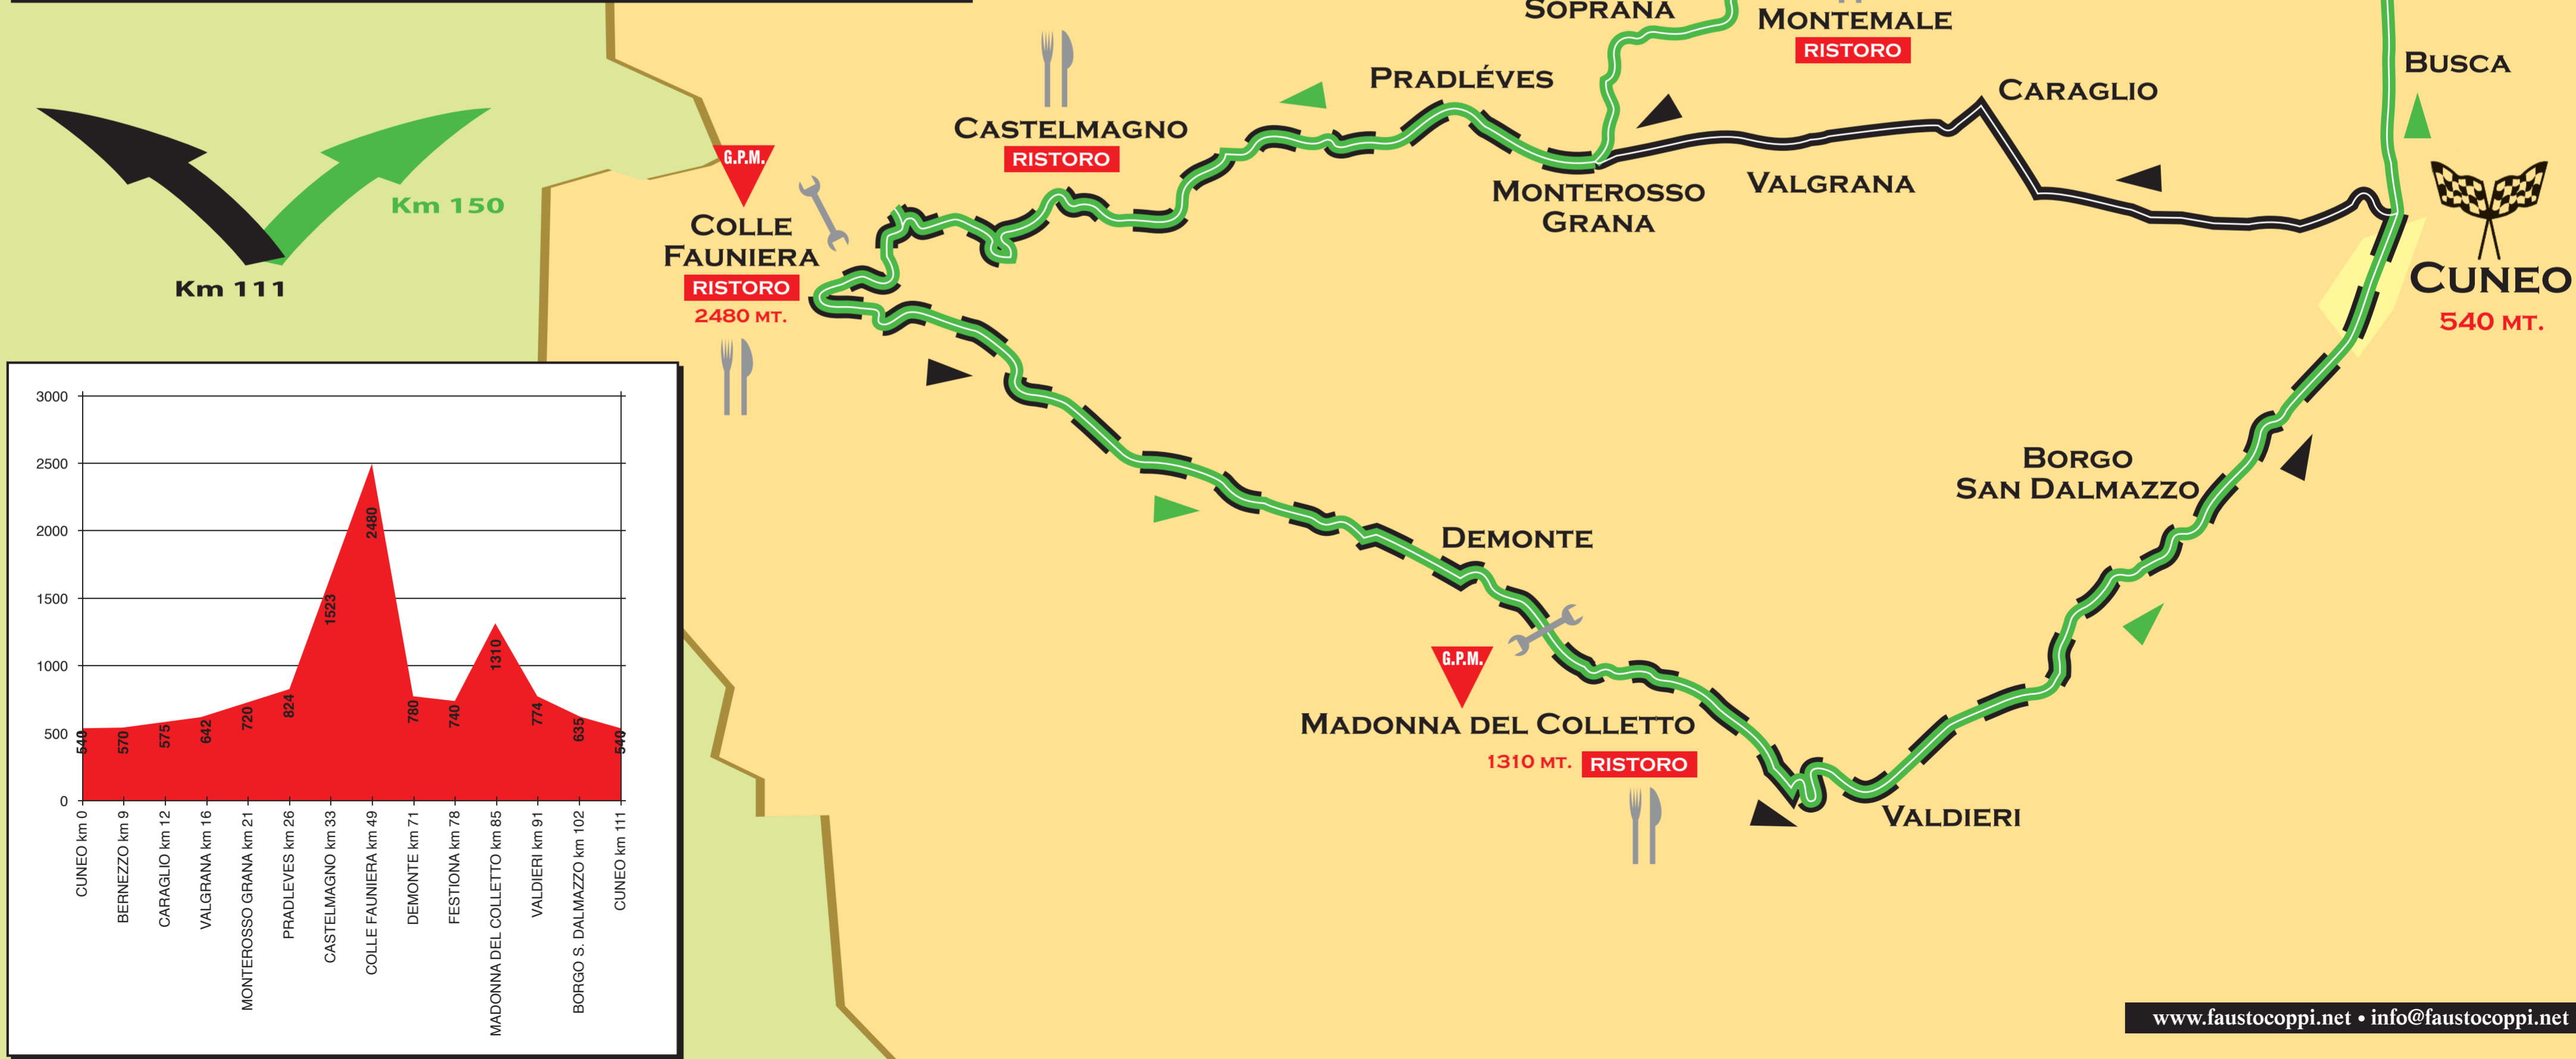 SOPRANA
MONTEMALE
RISTORO
BUSCA
PRADLÉVES
CARAGLIO
CASTELMAGNO
RISTORO
G.P.M.
MONTEROSSO
GRANA
VALGRANA
Km 150
Km 111
COLLE
FAUNIERA
RISTORO
2480 MT.
CUNEO
540 MT.
BORGO
SAN DALMAZZO
DEMONTE
G.P.M.
MADONNA DEL COLLETTO
1310 MT. RISTORO
VALDIERI
3000
2500
2000
1500
1000
500
0
540
570
575
642
720
824
1523
2480
780
740
1310
774
635
540
CUNEO km 0
BERNEZZO km 9
CARAGLIO km 12
VALGRANA km 16
MONTEROSSO GRANA km 21
PRADLEVES km 26
CASTELMAGNO km 33
COLLE FAUNIERA km 49
DEMONTE km 71
FESTIONA km 78
MADONNA DEL COLLETTO km 85
VALDIERI km 91
BORGO S. DALMAZZO km 102
CUNEO km 111
www.faustocoppi.net • info@faustocoppi.net